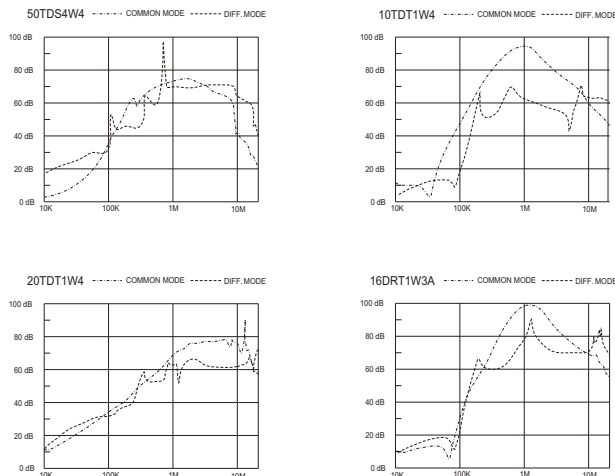 50TDS4W4 COMMON MODE DIFF. MODE
100 dB
80 dB
60 dB
40 dB
20 dB
0 dB
10K 100K 1M 10M
10TDT1W4 COMMON MODE DIFF. MODE
100 dB
80 dB
60 dB
40 dB
20 dB
0 dB
10K 100K 1M 10M
20TDT1W4 COMMON MODE DIFF. MODE
100 dB
80 dB
60 dB
40 dB
20 dB
0 dB
10K 100K 1M 10M
16DRT1W3A COMMON MODE DIFF. MODE
100 dB
80 dB
60 dB
40 dB
20 dB
0 dB
10K 100K 1M 10M